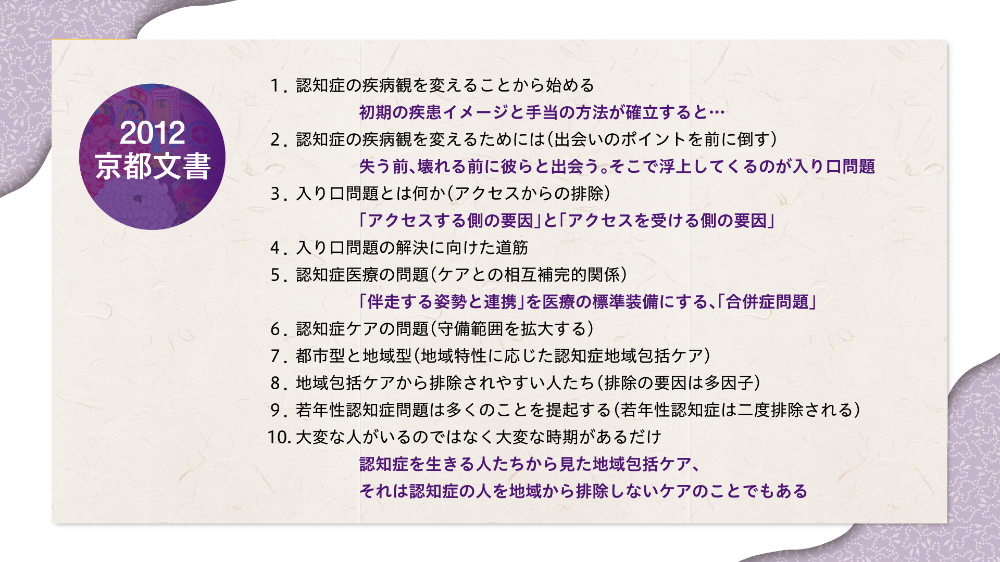 2012
京都文書
1. 認知症の疾病観を変えることから始める
初期の疾患イメージと手当の方法が確立すると…
2. 認知症の疾病観を変えるためには(出会いのポイントを前に倒す)
失う前、壊れる前に彼らと出会う。そこで浮上してくるのが入り口問題
3. 入り口問題とは何か(アクセスからの排除)
「アクセスする側の要因」と「アクセスを受ける側の要因」
4. 入り口問題の解決に向けた道筋
5. 認知症医療の問題(ケアとの相互補完的関係)
「伴走する姿勢と連携」を医療の標準装備にする、「合併症問題」
6. 認知症ケアの問題(守備範囲を拡大する)
7. 都市型と地域型(地域特性に応じた認知症地域包括ケア)
8. 地域包括ケアから排除されやすい人たち(排除の要因は多因子)
9. 若年性認知症問題は多くのことを提起する(若年性認知症は二度排除される)
10. 大変な人がいるのではなく大変な時期があるだけ
認知症を生きる人たちから見た地域包括ケア、
それは認知症の人を地域から排除しないケアのことでもある